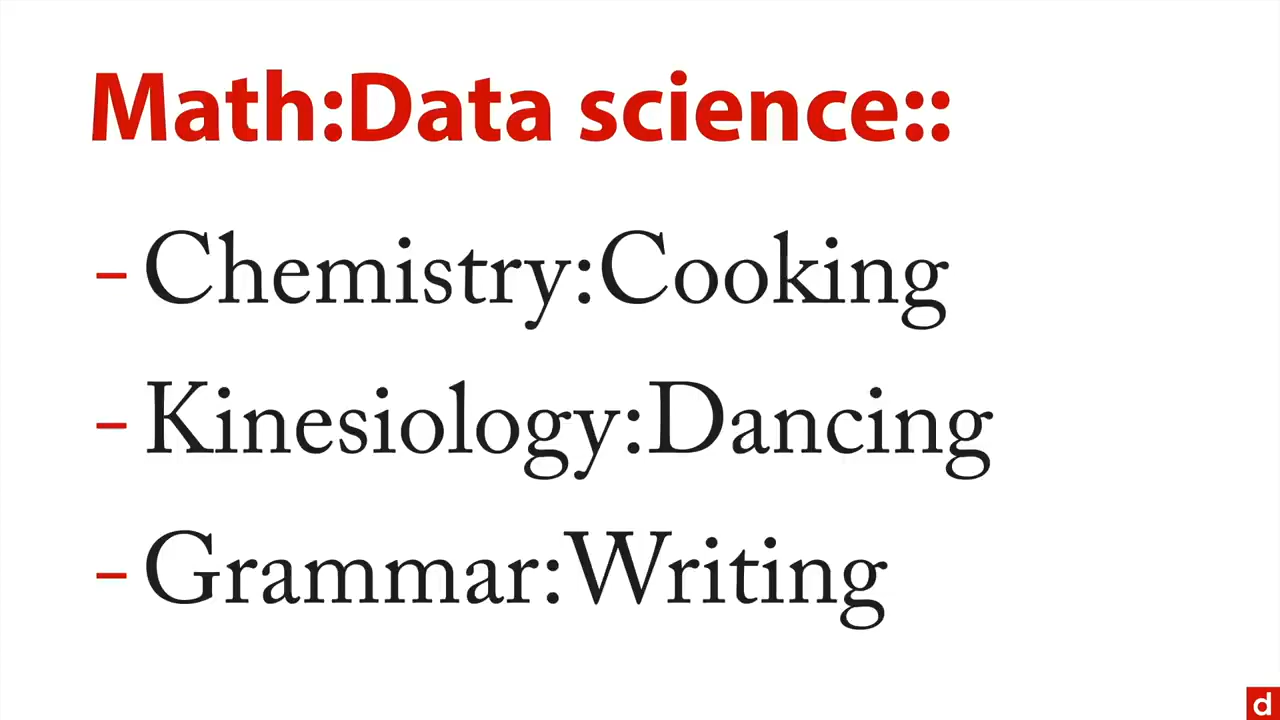 Math:Data science::
– Chemistry:Cooking
– Kinesiology:Dancing
– Grammar:Writing
d